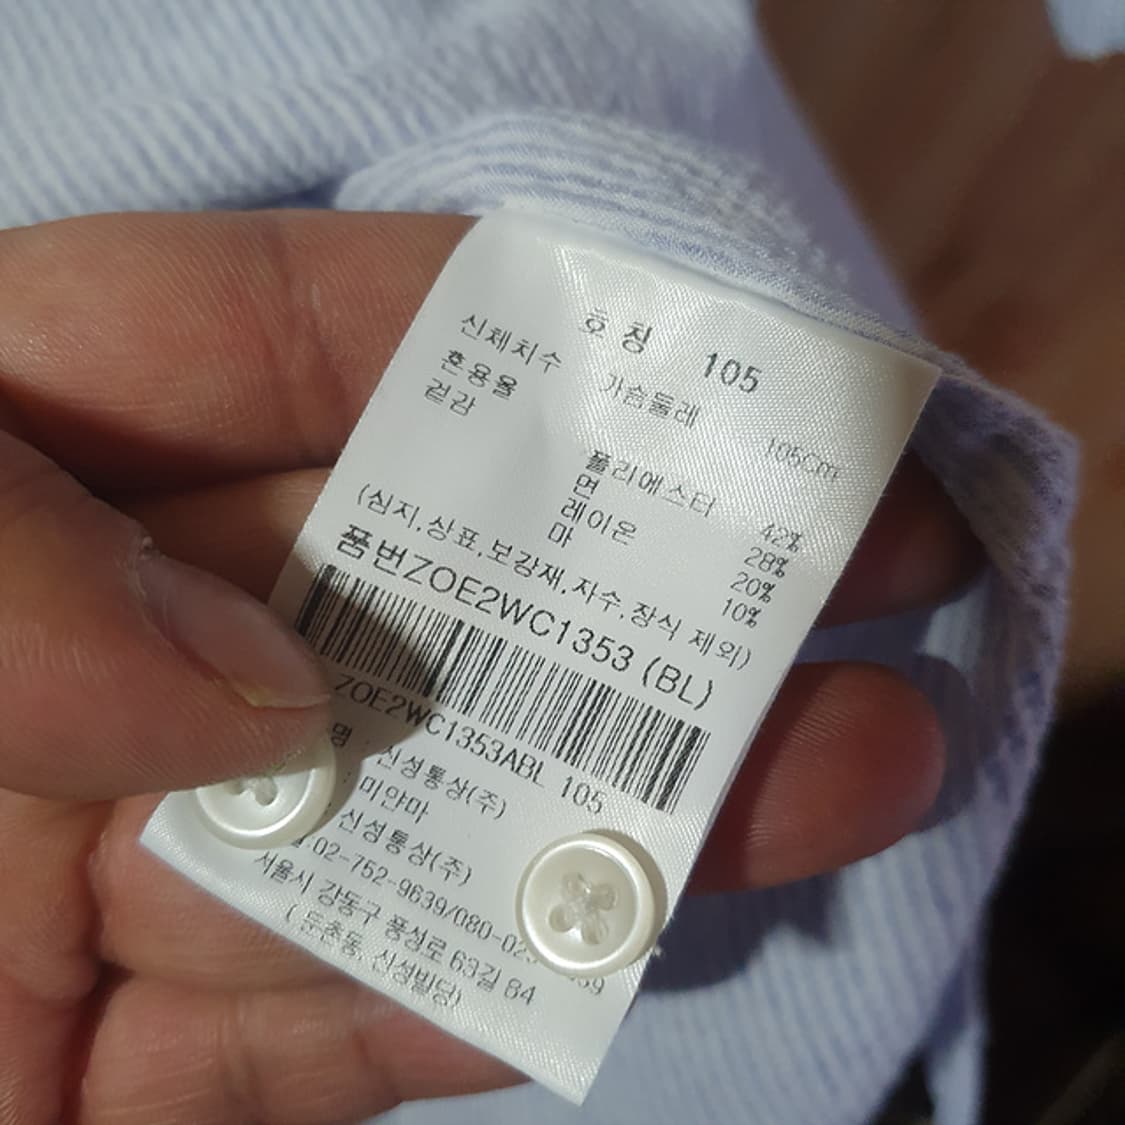 호 칭 105
신체치수 가슴둘레 105Cm
혼용율
겉감 폴리에스터 42%
면 28%
레이온 20%
마 10%
(심지,상표,보강재,자수,장식 제외)
품번ZOE2WC1353 (BL)
ZOE2WC1353ABL 105
명 : 신성통상(주)
: 미얀마
신성통상(주)
:02-752-9639/080-02
서울시 강동구 풍성로 63길 84
(둔촌동, 신성빌딩)